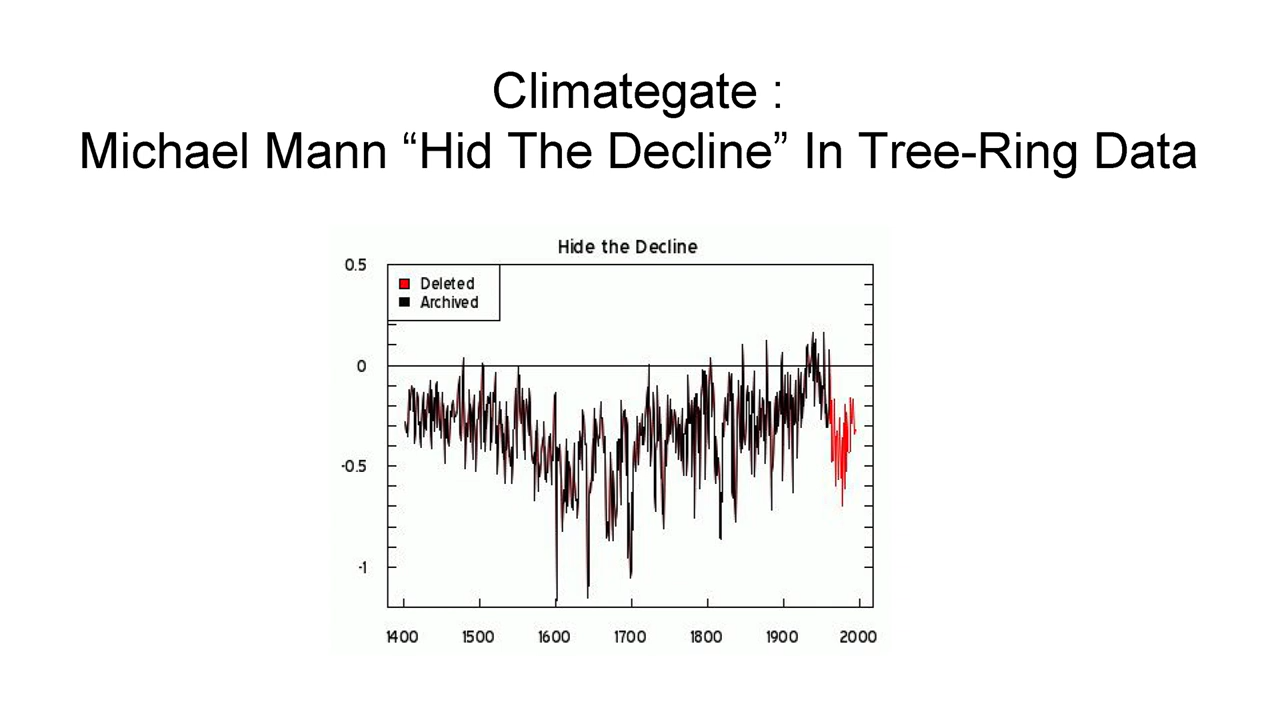 Climategate :
Michael Mann “Hid The Decline” In Tree-Ring Data
Hide the Decline
0.5
Deleted
Archived
0
-0.5
-1
1400 1500 1600 1700 1800 1900 2000